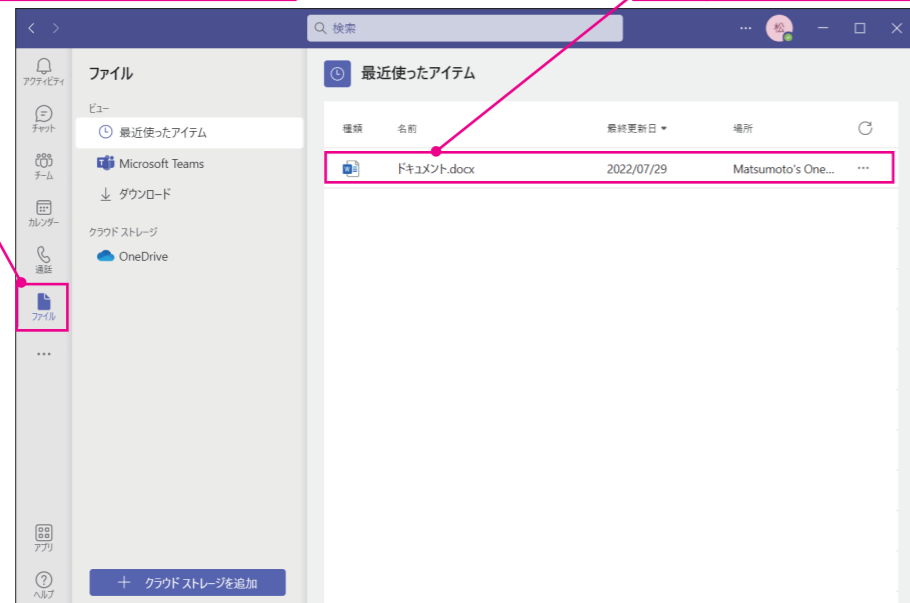 検索
松
アクティビティ
チャット
チーム
カレンダー
通話
ファイル
アプリ
ヘルプ
ファイル
ビュー
最近使ったアイテム
Microsoft Teams
ダウンロード
クラウド ストレージ
OneDrive
クラウド ストレージを追加
最近使ったアイテム
種類 名前 最終更新日 場所
ドキュメント.docx 2022/07/29 Matsumoto's One...